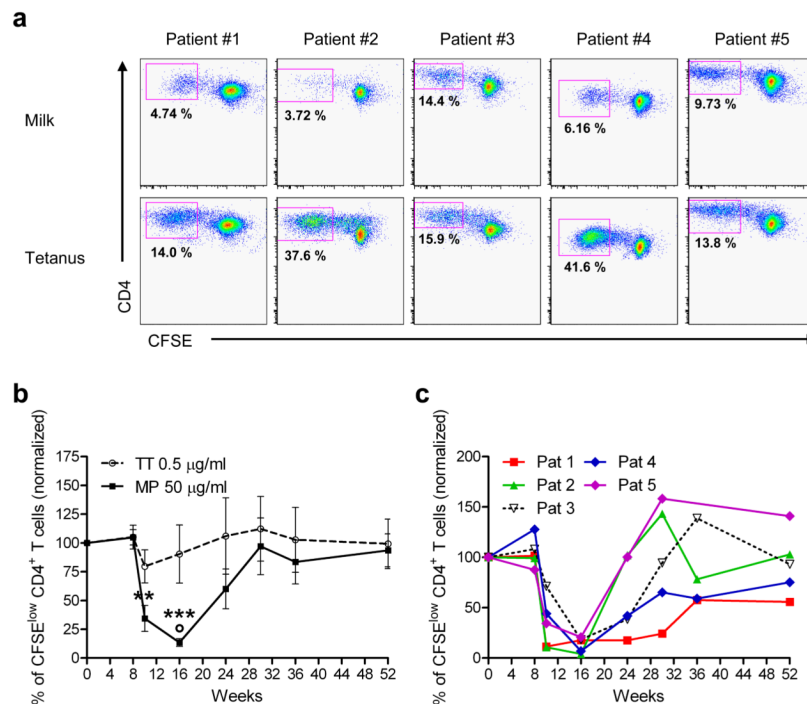 a
Patient #1 Patient #2 Patient #3 Patient #4 Patient #5
Milk
4.74 % 3.72 % 14.4 % 6.16 % 9.73 %
Tetanus
14.0 % 37.6 % 15.9 % 41.6 % 13.8 %
CD4
CFSE
b
% of CFSElow CD4+ T cells (normalized)
175
150
125
100
75
50
25
0
TT 0.5 µg/ml
MP 50 µg/ml
**
***
0 4 8 12 16 20 24 28 32 36 40 44 48 52
Weeks
c
% of CFSElow CD4+ T cells (normalized)
200
150
100
50
0
Pat 1 Pat 4
Pat 2 Pat 5
Pat 3
0 4 8 12 16 20 24 28 32 36 40 44 48 52
Weeks